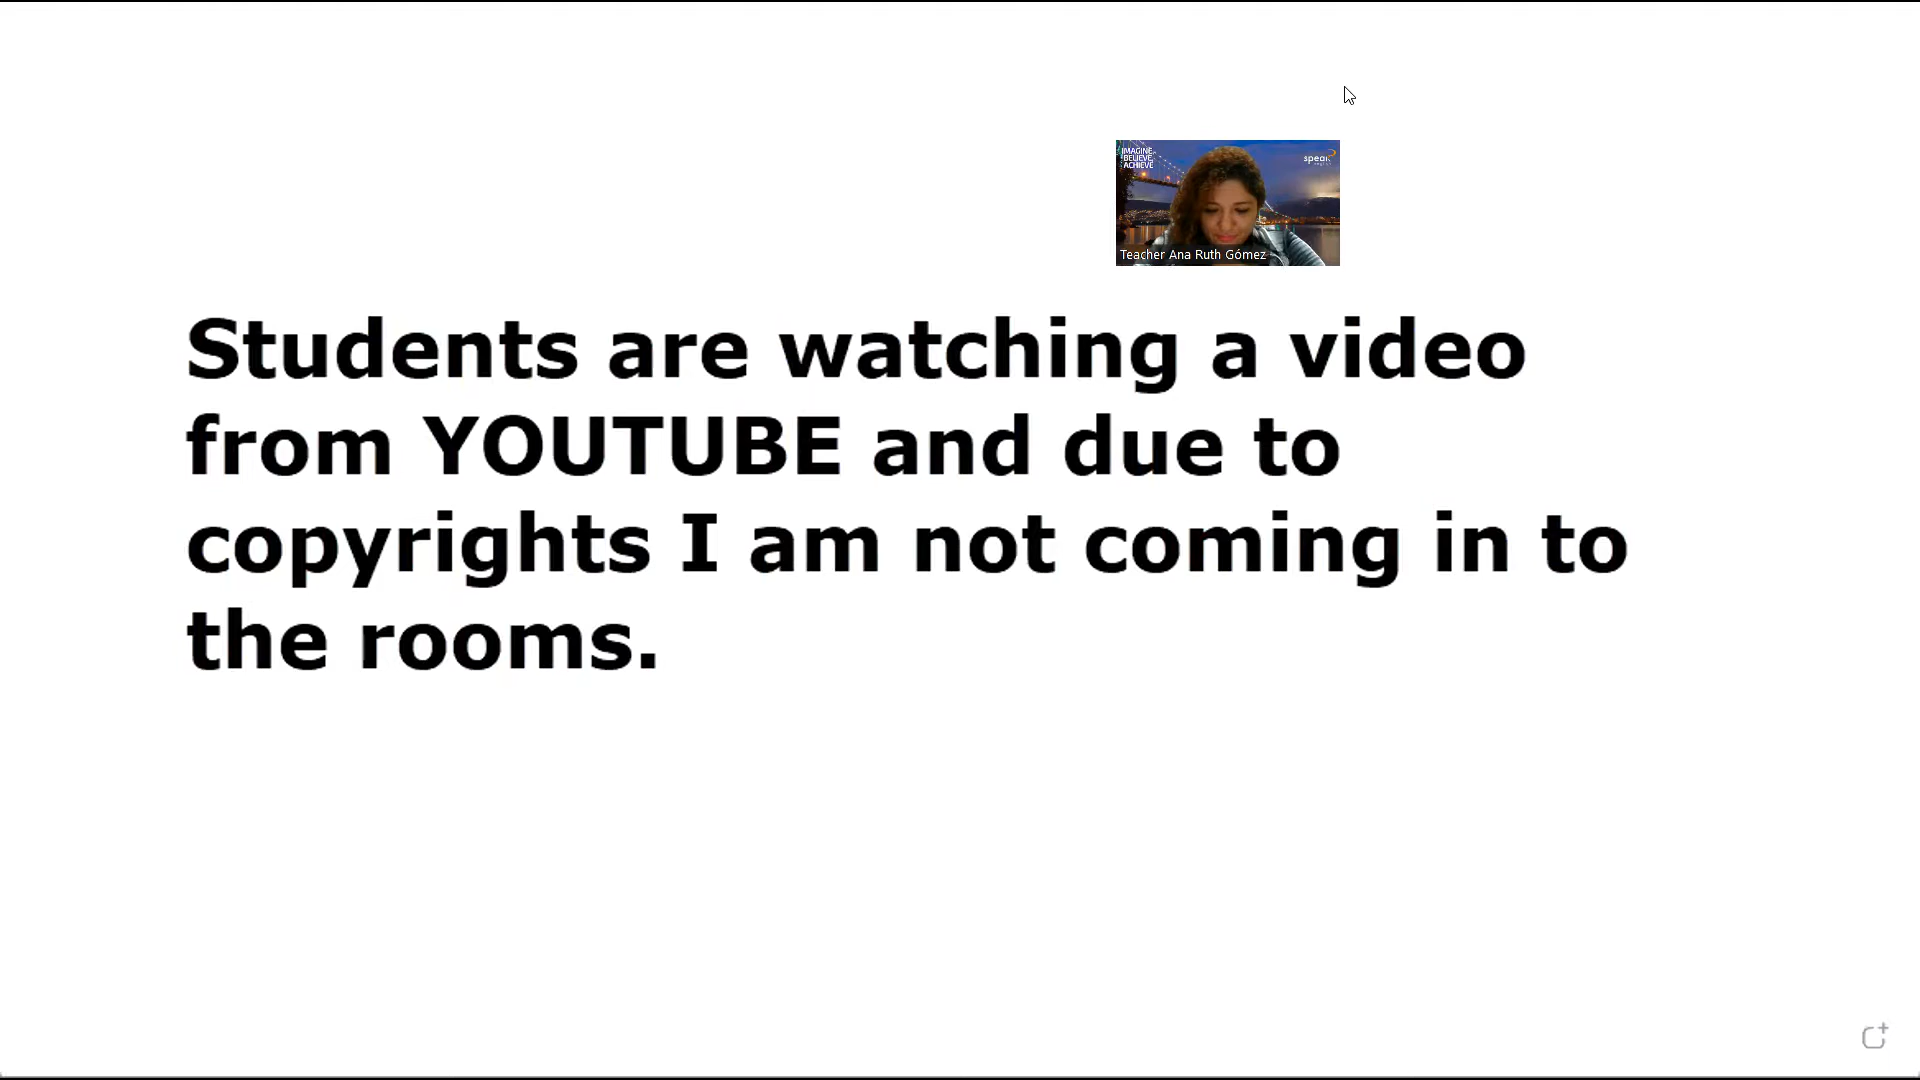 IMAGINE
BELIEVE
ACHIEVE
speak
Teacher Ana Ruth Gómez
Students are watching a video
from YOUTUBE and due to
copyrights I am not coming in to
the rooms.